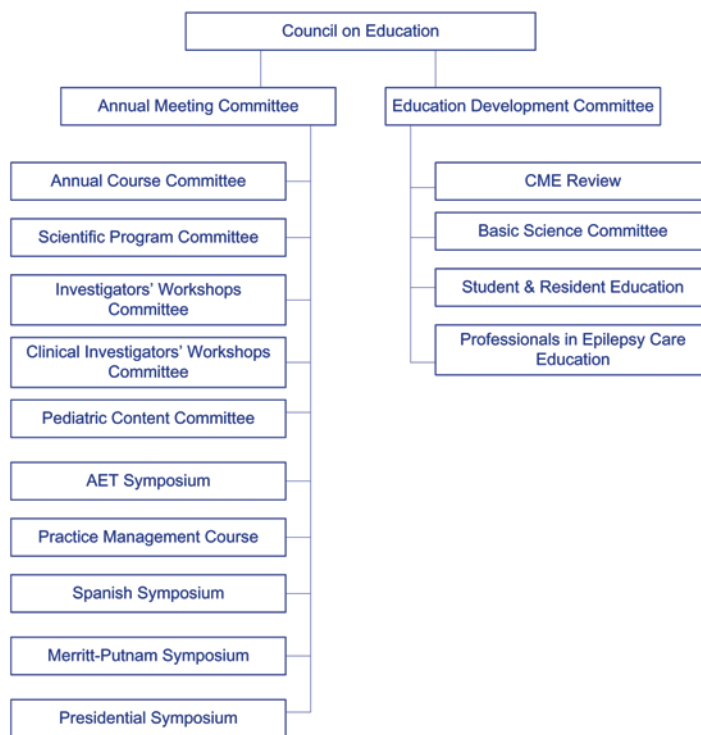 Council on Education
Annual Meeting Committee
Education Development Committee
Annual Course Committee
Scientific Program Committee
Investigators' Workshops
Committee
Clinical Investigators' Workshops
Committee
Pediatric Content Committee
AET Symposium
Practice Management Course
Spanish Symposium
Merritt-Putnam Symposium
Presidential Symposium
CME Review
Basic Science Committee
Student & Resident Education
Professionals in Epilepsy Care
Education